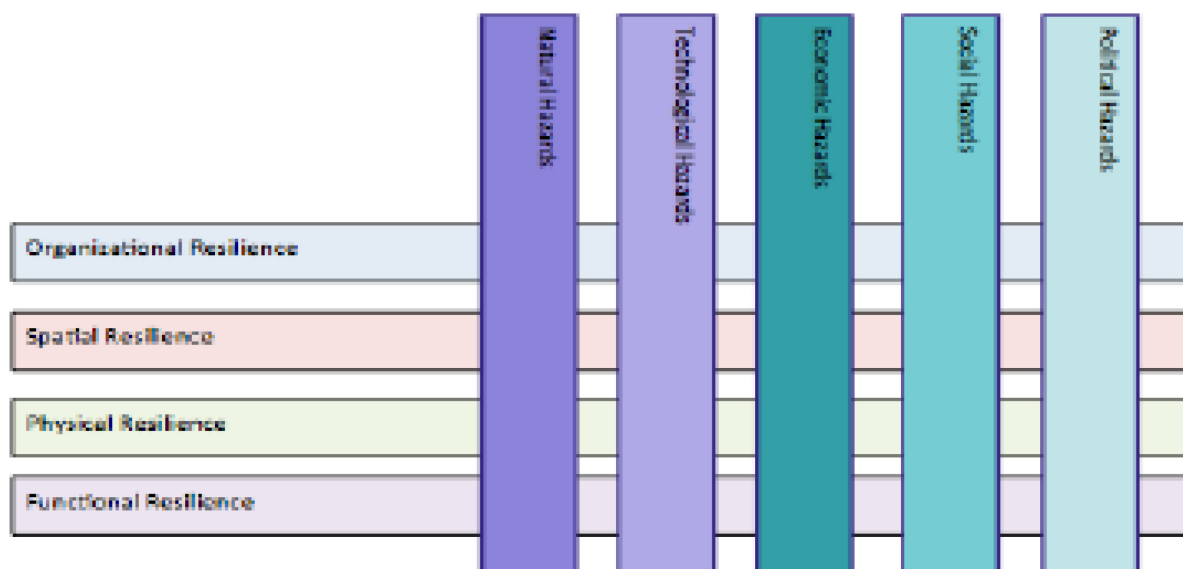 Natural Hazards
Technological Hazards
Economic Hazards
Social Hazards
Political Hazards
Organizational Resilience
Spatial Resilience
Physical Resilience
Functional Resilience